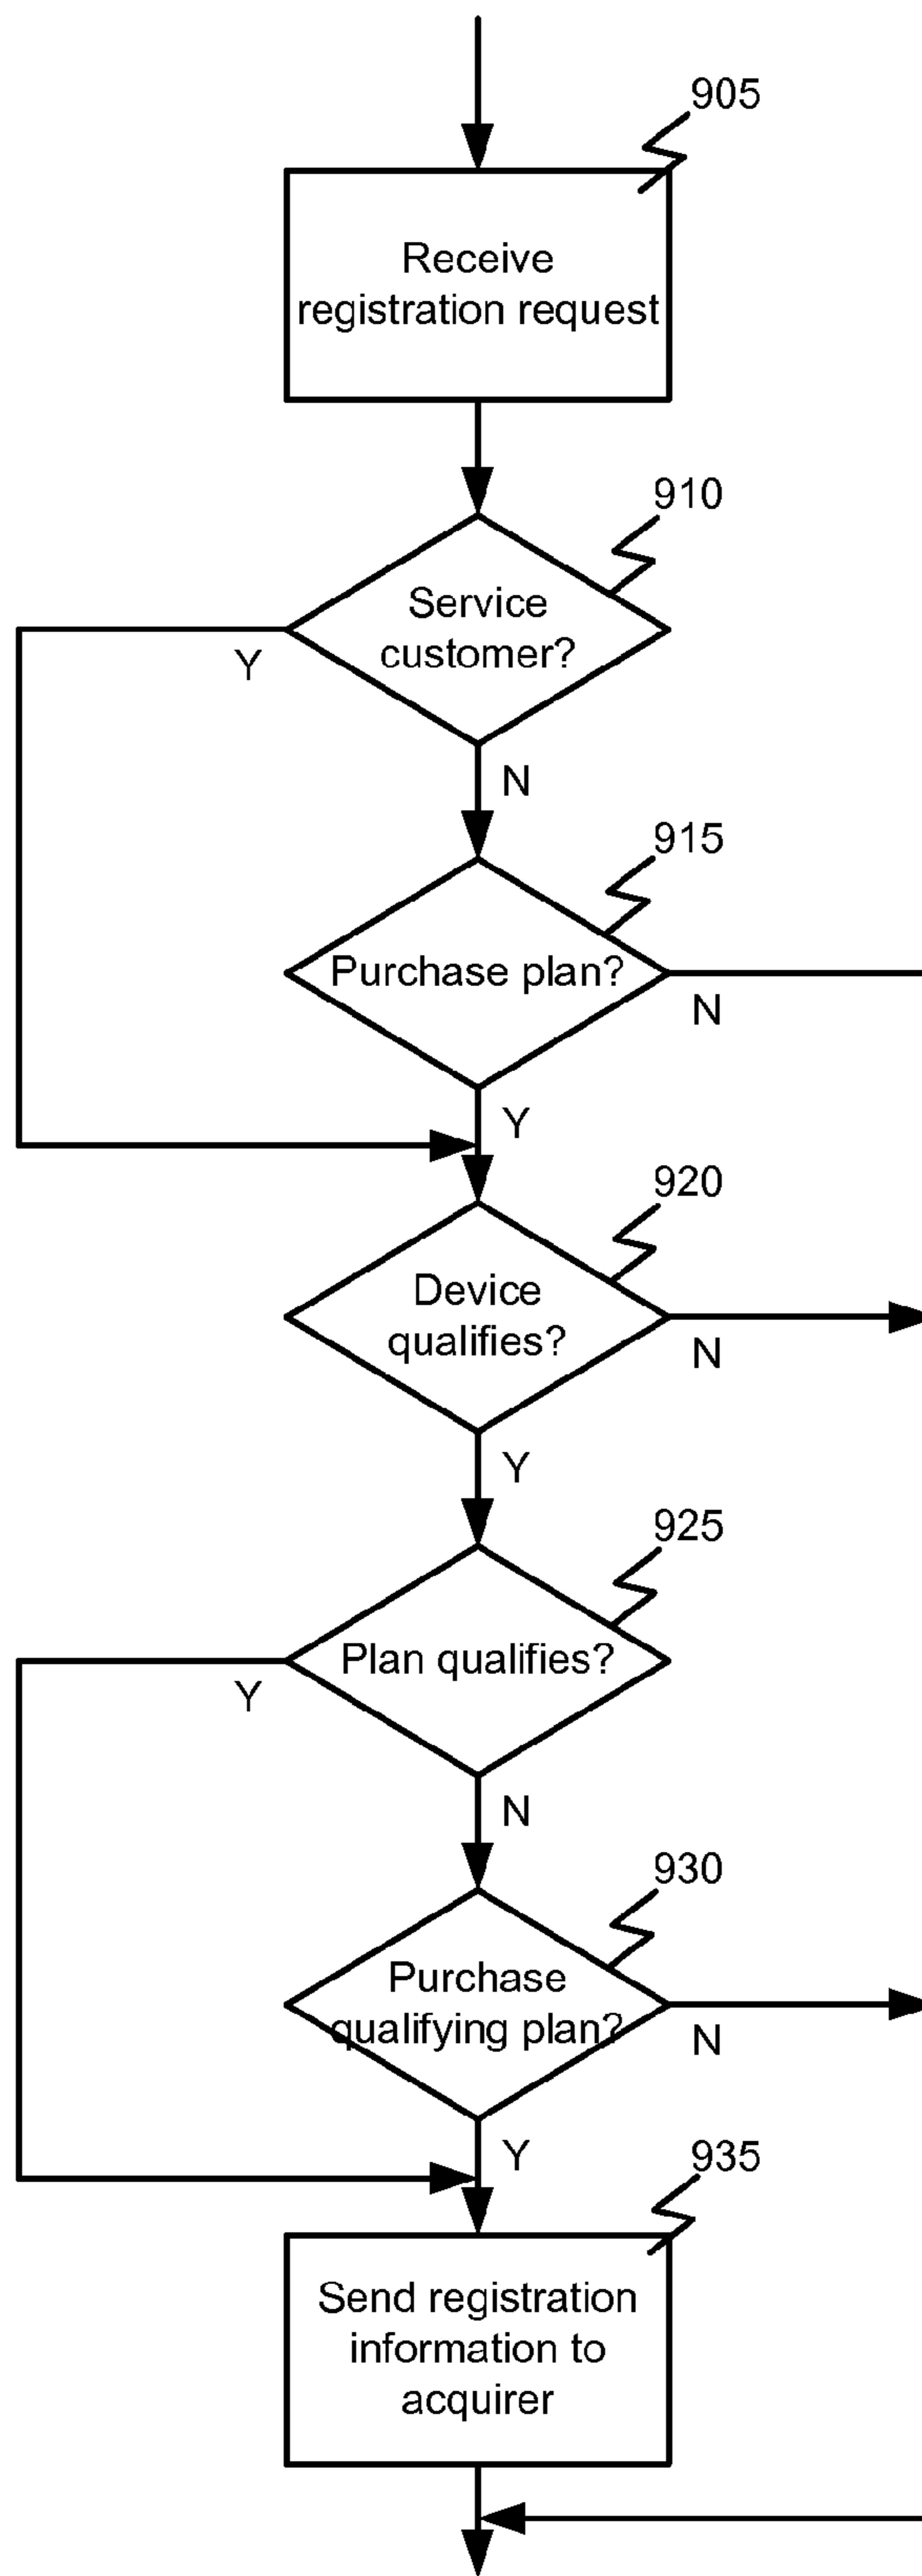 905
Receive
registration request
910
Service
customer?
Y
N
915
Purchase plan?
N
Y
920
Device
qualifies?
N
Y
925
Plan qualifies?
Y
N
930
Purchase
qualifying plan?
N
Y
935
Send registration
information to
acquirer